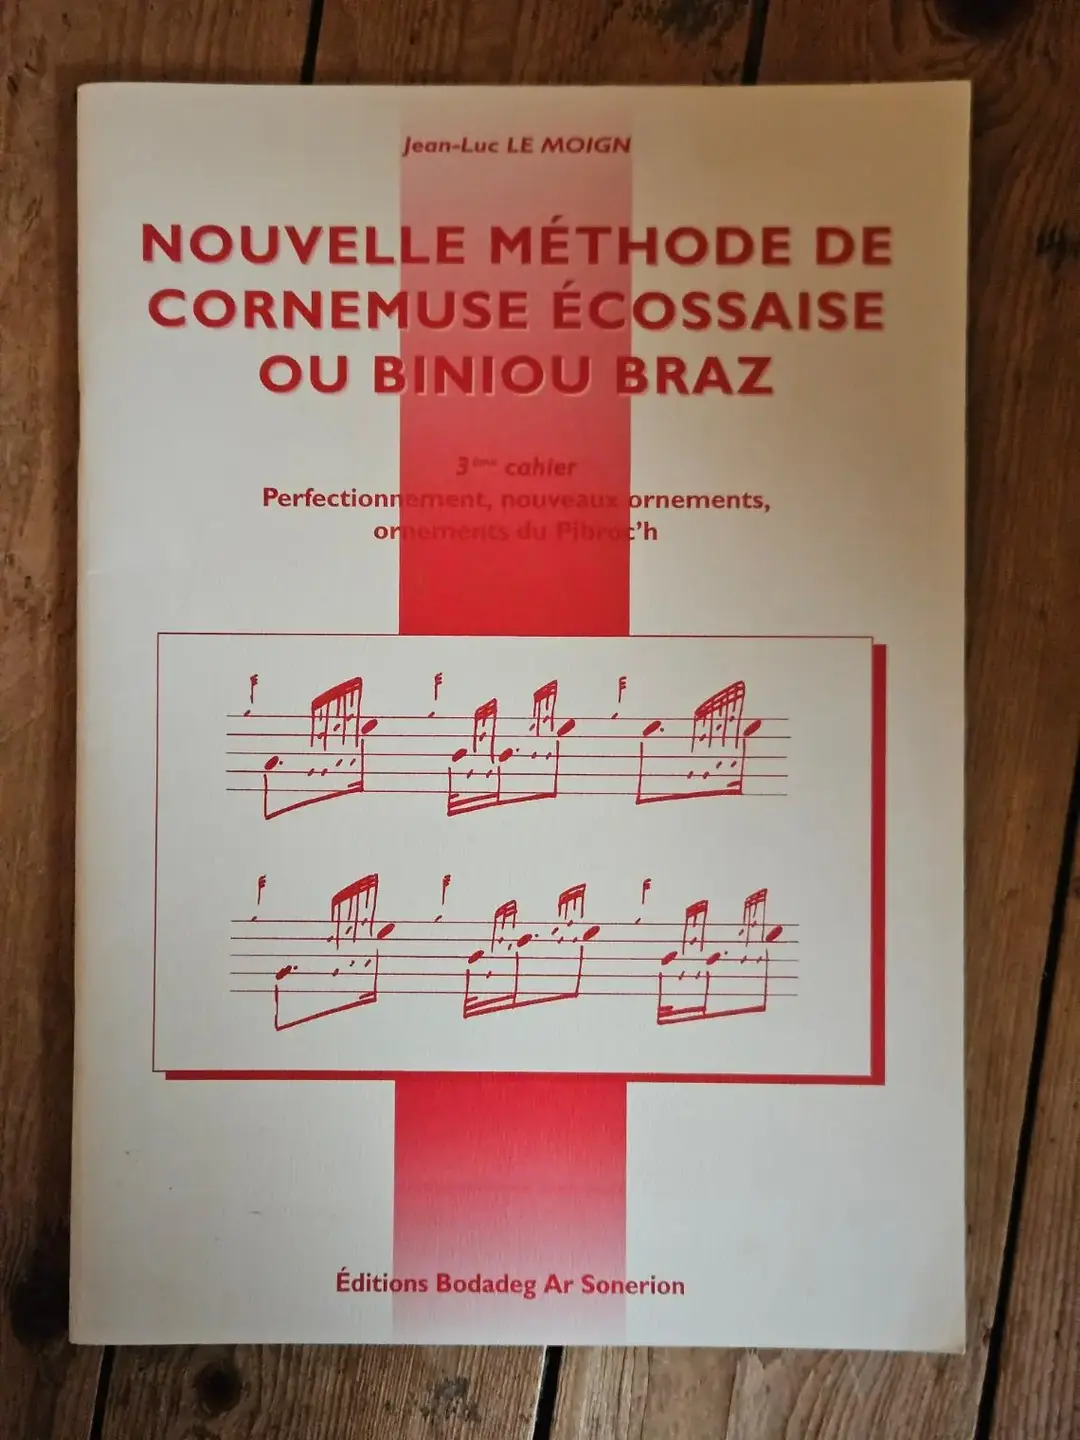 Jean-Luc LE MOIGN
NOUVELLE MÉTHODE DE
CORNEMUSE ÉCOSSAISE
OU BINIOU BRAZ
3ème cahier
Perfectionnement, nouveaux ornements,
ornements du Pibroc'h
Éditions Bodadeg Ar Sonerion